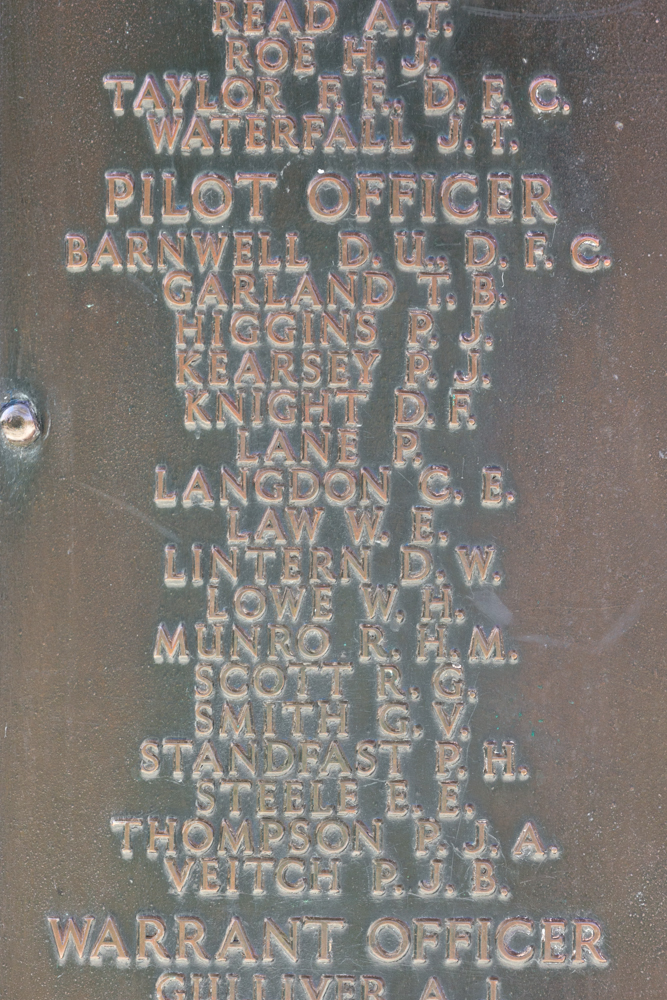 READ A. T.
ROE H. J.
TAYLOR F. F., D. F. C.
WATERFALL J. T.
PILOT OFFICER
BARNWELL D. U., D. F. C.
GARLAND T. B.
HIGGINS P. J.
KEARSEY P. J.
KNIGHT D. F.
LANE P.
LANGDON C. E.
LAW W. E.
LINTERN D. W.
LOWE W. H.
MUNRO R. H. M.
SCOTT R. G.
SMITH G. V.
STANDFAST P. H.
STEELE E. E.
THOMPSON P. J. A.
VEITCH P. J. B.
WARRANT OFFICER
GULLIVER A. J.